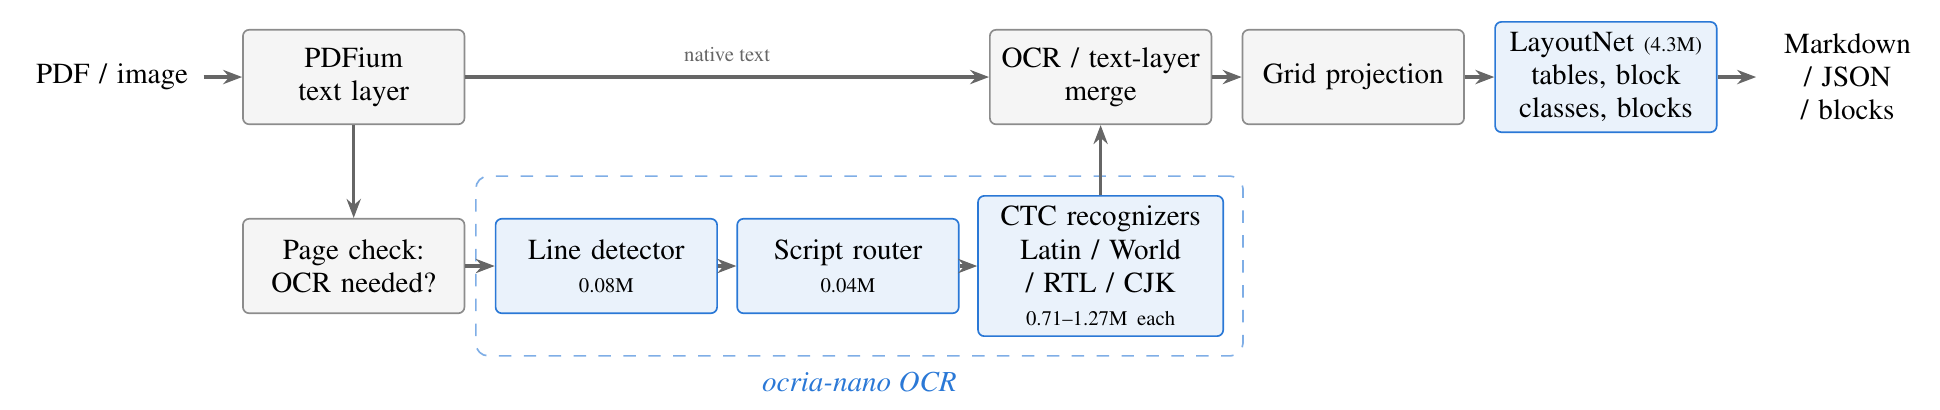 PDF / image
PDFium
text layer
native text
OCR / text-layer
merge
Grid projection
LayoutNet (4.3M)
tables, block
classes, blocks
Markdown
/ JSON
/ blocks
Page check:
OCR needed?
Line detector
0.08M
Script router
0.04M
CTC recognizers
Latin / World
/ RTL / CJK
0.71–1.27M each
ocria-nano OCR